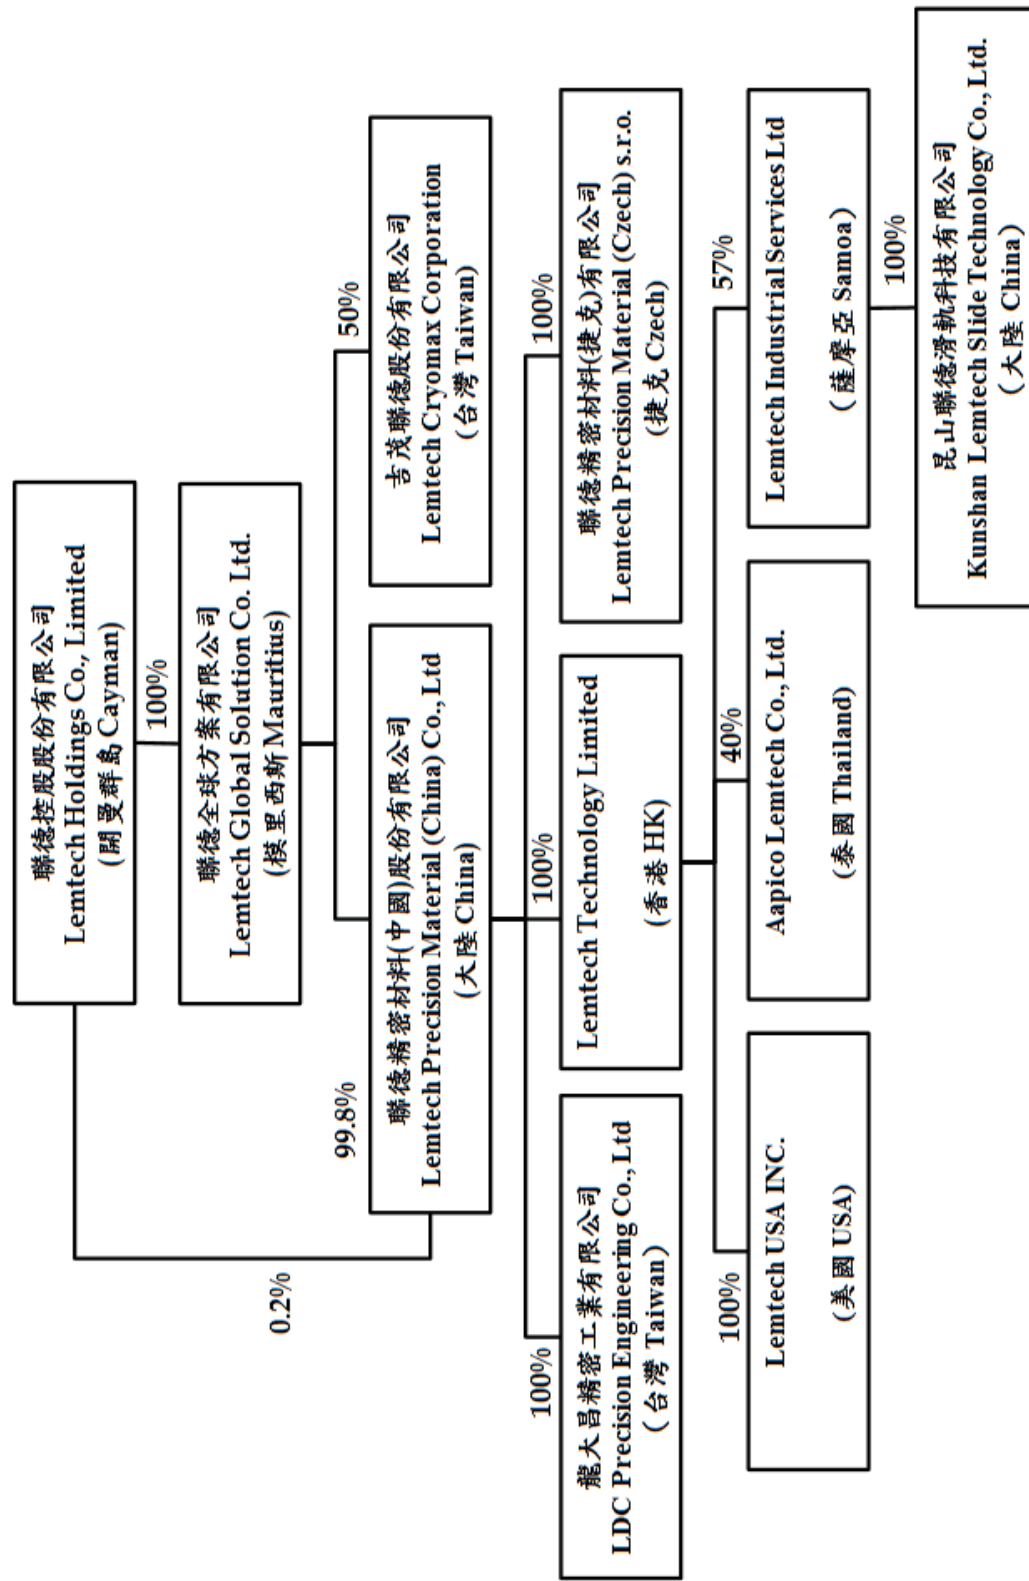 聯德控股股份有限公司
Lemtech Holdings Co., Limited
(開曼群島 Cayman)
100%
聯德全球方案有限公司
Lemtech Global Solution Co. Ltd.
(模里西斯 Mauritius)
0.2%
99.8%
50%
聯德精密材料(中國)股份有限公司
Lemtech Precision Material (China) Co., Ltd
(大陸 China)
吉茂聯德股份有限公司
Lemtech Cryomax Corporation
(台灣 Taiwan)
100%
100%
100%
龍大昌精密工業有限公司
LDC Precision Engineering Co., Ltd
(台灣 Taiwan)
Lemtech Technology Limited
(香港 HK)
聯德精密材料(捷克)有限公司
Lemtech Precision Material (Czech) s.r.o.
(捷克 Czech)
100%
40%
57%
Lemtech USA INC.
(美國 USA)
Aapico Lemtech Co., Ltd.
(泰國 Thailand)
Lemtech Industrial Services Ltd
(薩摩亞 Samoa)
100%
昆山聯德滑軌科技有限公司
Kunshan Lemtech Slide Technology Co., Ltd.
(大陸 China)